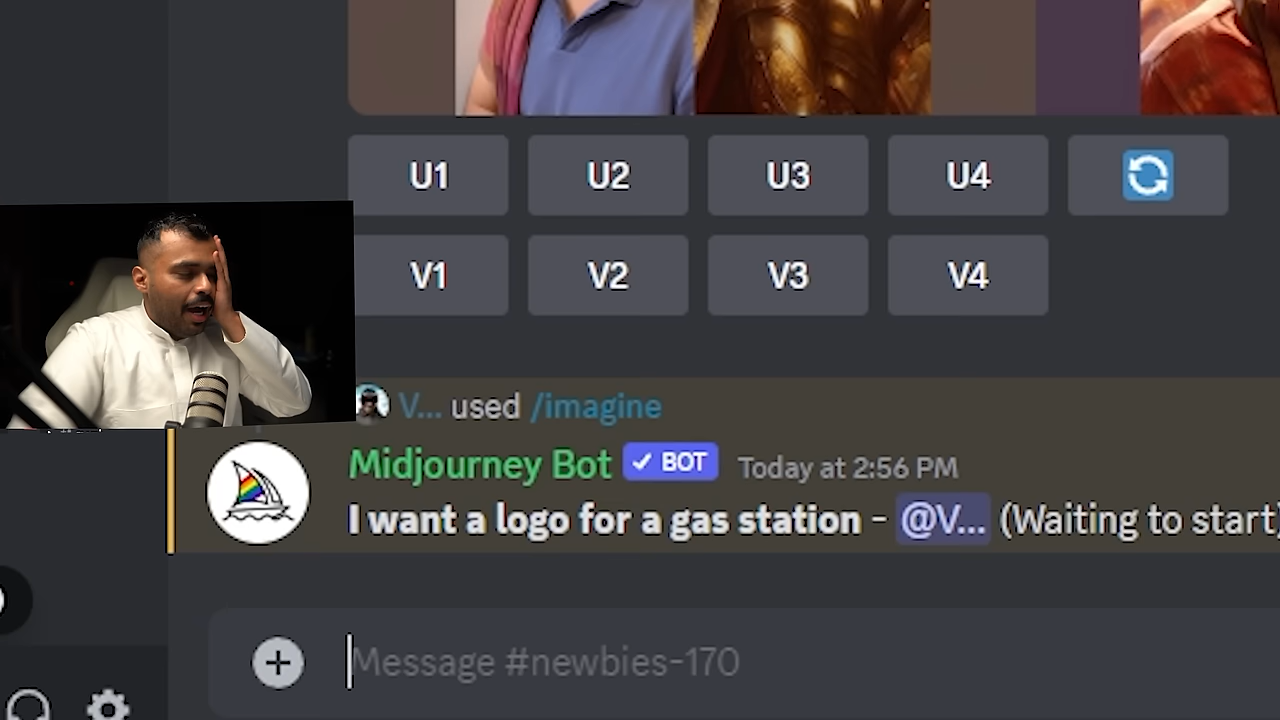 U1 U2 U3 U4
V1 V2 V3 V4
V... used /imagine
Midjourney Bot BOT Today at 2:56 PM
I want a logo for a gas station - @V... (Waiting to start)
Message #newbies-170